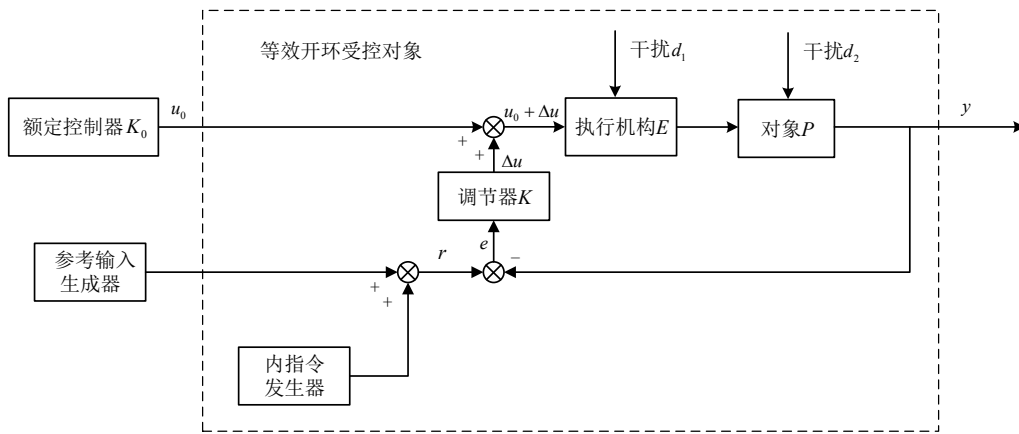 等效开环受控对象
干扰d₁
干扰d₂
额定控制器K₀
u₀
+
+
u₀ + Δu
执行机构E
对象P
y
Δu
调节器K
e
参考输入
生成器
+
+
r
−
内指令
发生器